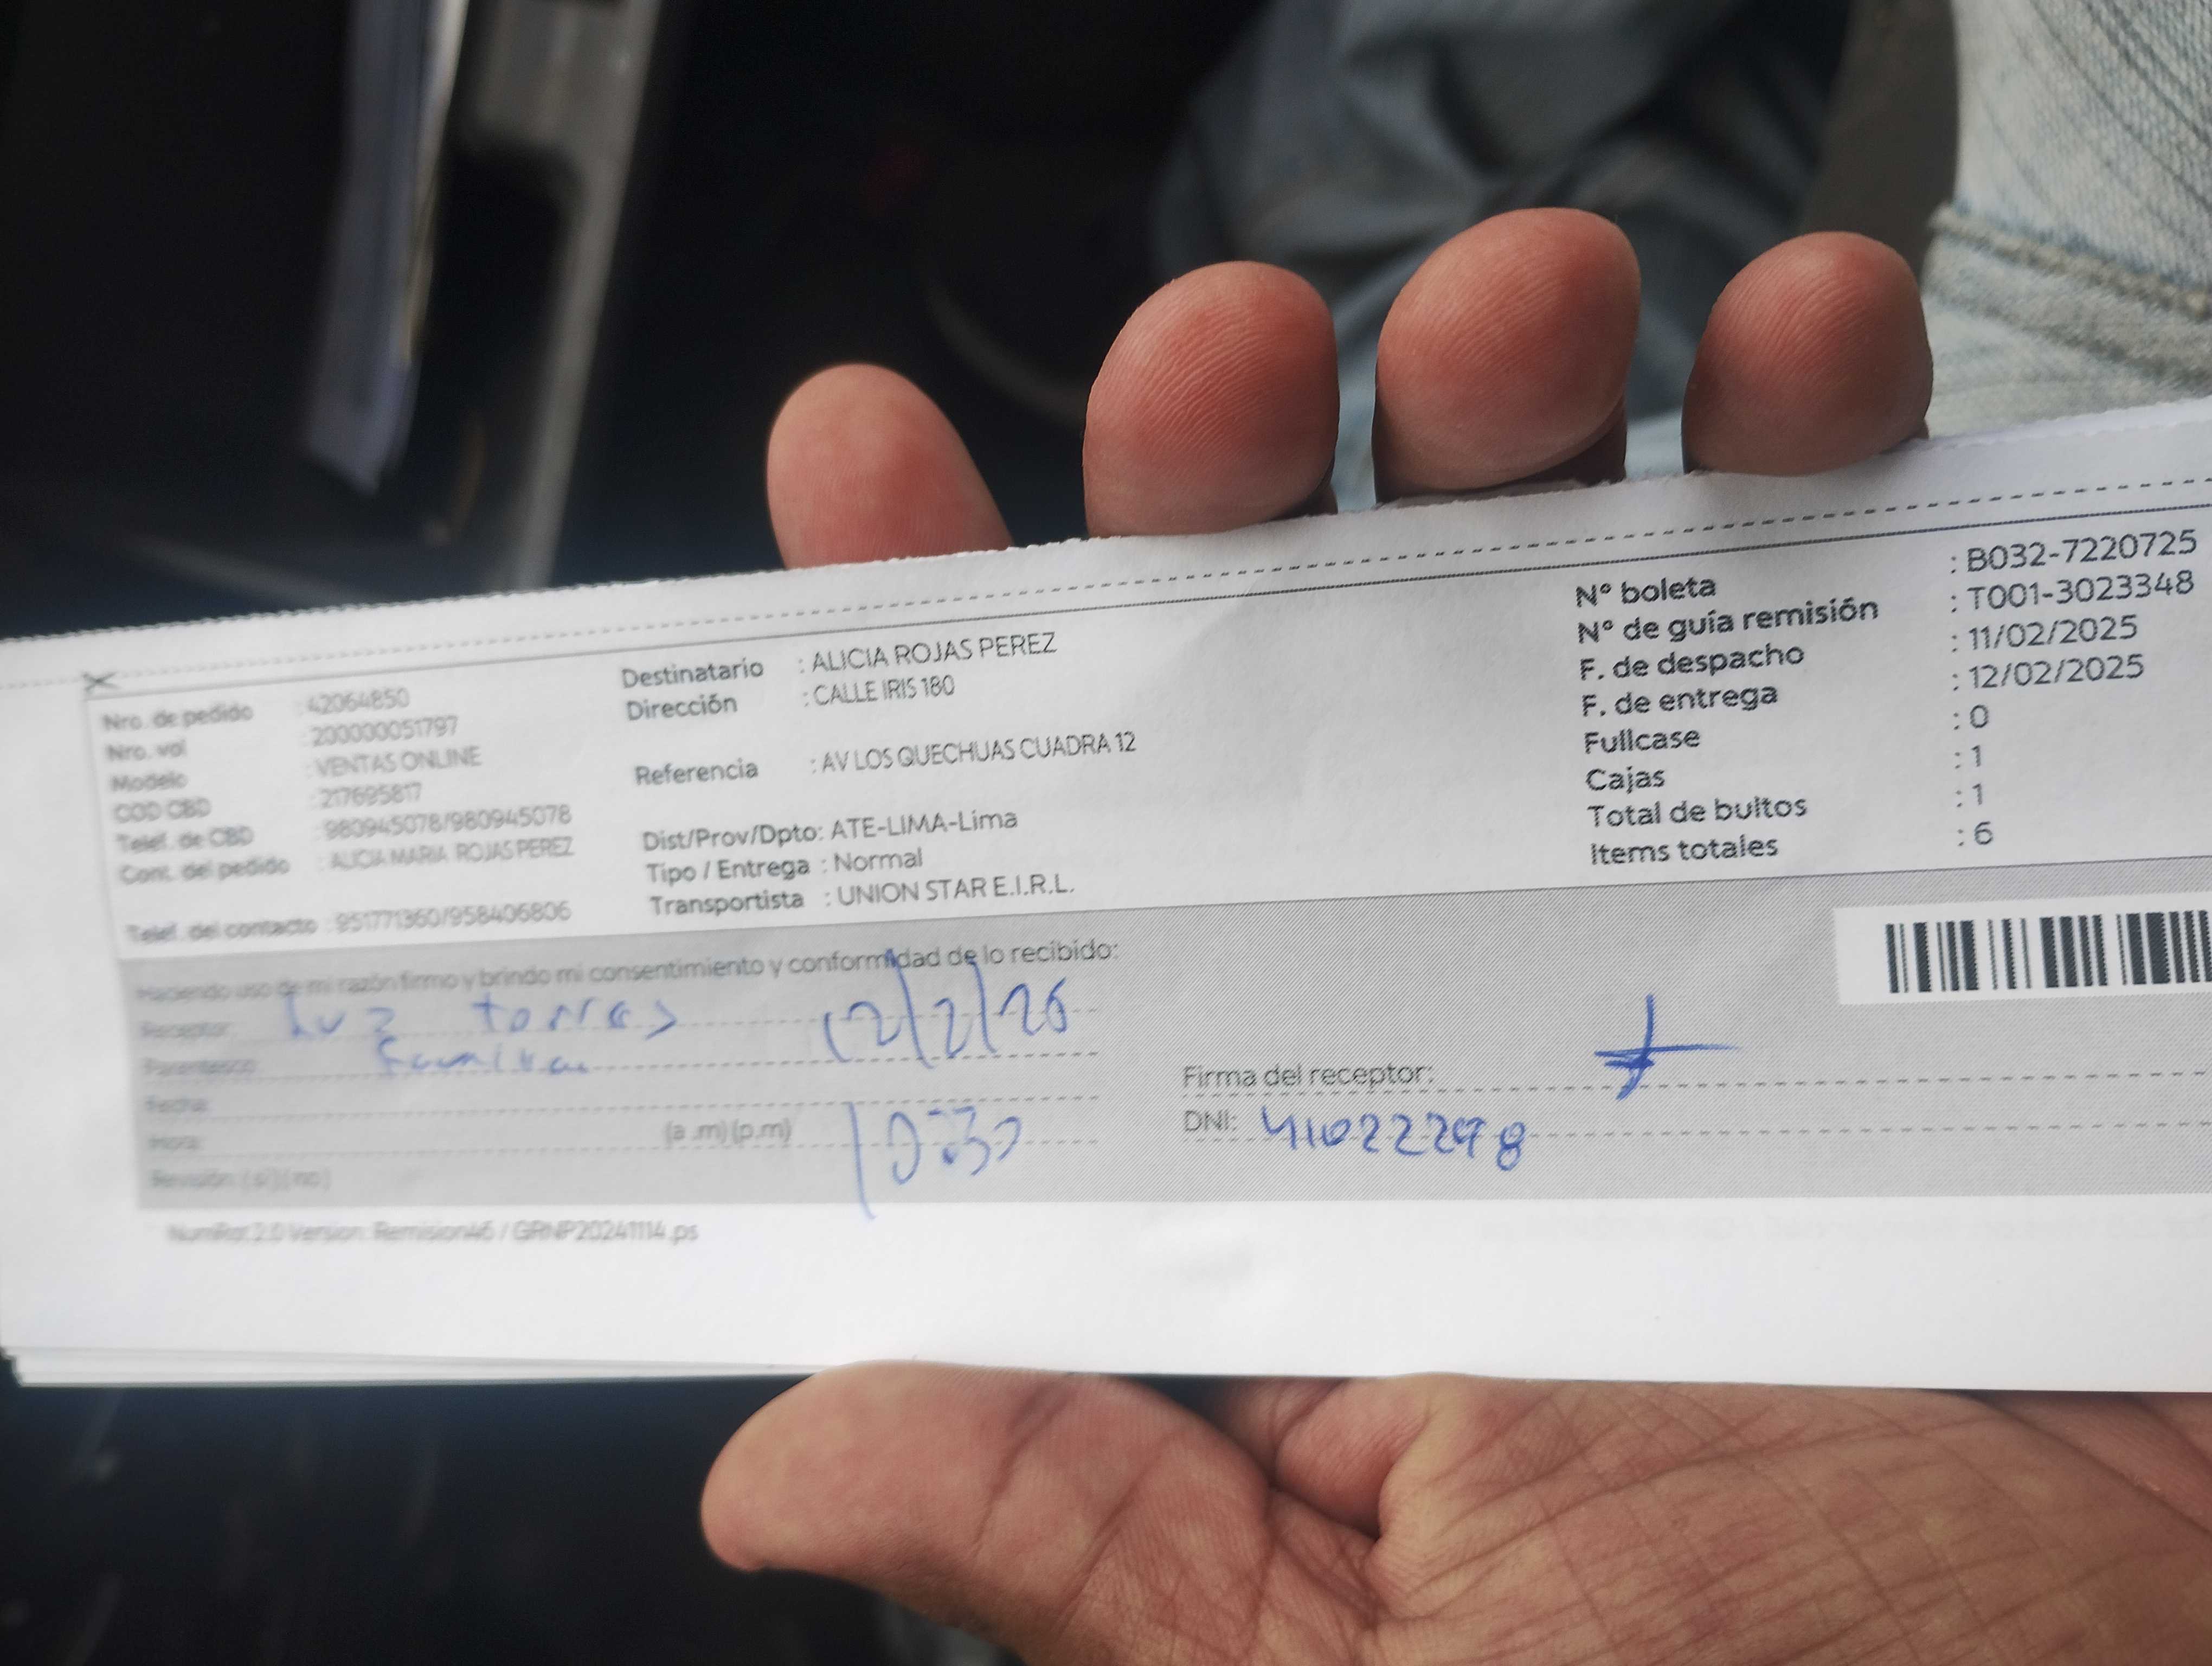 Nro. de pedido : 42064850
Nro. vol : 200000051797
Modelo : VENTAS ONLINE
COD CBD : 217695817
Telef. de CBD : 980945078/980945078
Cont. del pedido : ALICIA MARIA ROJAS PEREZ
Telef. del contacto : 951771360/958406806
Destinatario : ALICIA ROJAS PEREZ
Dirección : CALLE IRIS 180
Referencia : AV LOS QUECHUAS CUADRA 12
Dist/Prov/Dpto: ATE-LIMA-Lima
Tipo / Entrega : Normal
Transportista : UNION STAR E.I.R.L.
N° boleta : B032-7220725
N° de guía remisión : T001-3023348
F. de despacho : 11/02/2025
F. de entrega : 12/02/2025
Fullcase : 0
Cajas : 1
Total de bultos : 1
Items totales : 6
Haciendo uso de mi razón firmo y brindo mi consentimiento y conformidad de lo recibido:
Receptor: Luz torres
Parentesco:
Fecha: 12/2/25
Hora: (a .m) (p.m) 10:30
Revisión: ( si ) ( no )
Firma del receptor:
DNI: 41022298
NumRot 2.0 Version: Remision46 / GRNP20241114.ps